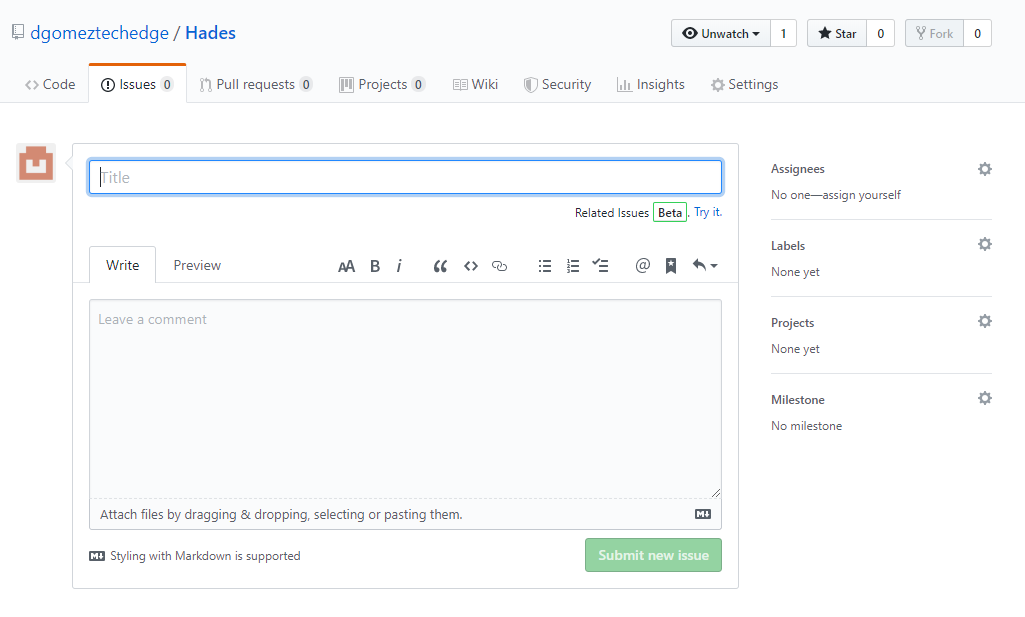 dgomeztechedge / Hades
Unwatch 1
Star 0
Fork 0
Code
Issues 0
Pull requests 0
Projects 0
Wiki
Security
Insights
Settings
Title
Related Issues Beta . Try it.
Write
Preview
AA B i
Leave a comment
Attach files by dragging & dropping, selecting or pasting them.
Styling with Markdown is supported
Submit new issue
Assignees
No one—assign yourself
Labels
None yet
Projects
None yet
Milestone
No milestone